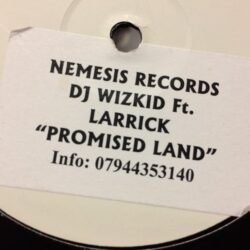 NEMESIS RECORDS
DJ WIZKID Ft.
LARRICK
“PROMISED LAND”
Info: 07944353140